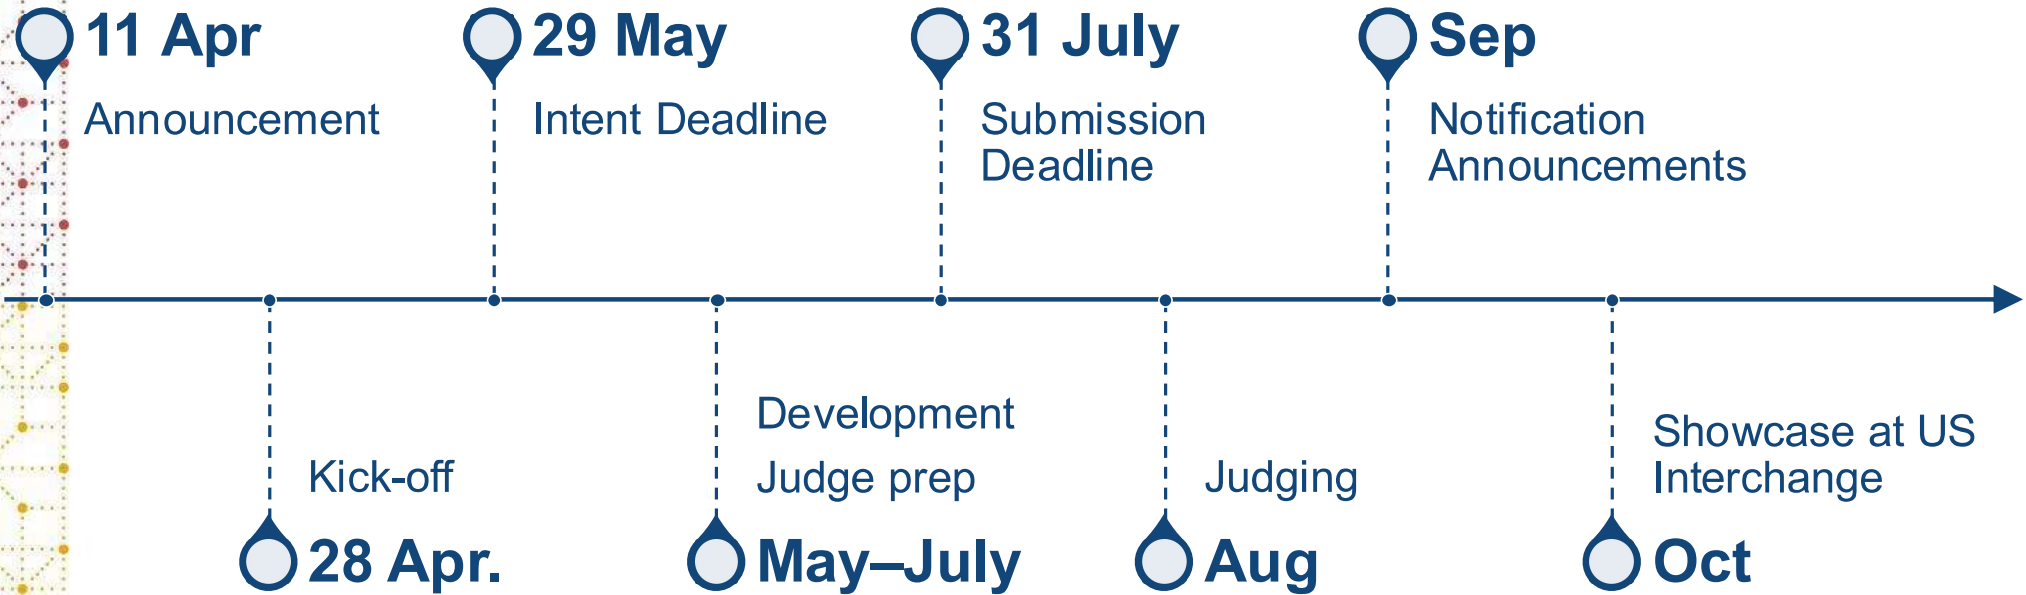 11 Apr
Announcement
29 May
Intent Deadline
31 July
Submission
Deadline
Sep
Notification
Announcements
Kick-off
28 Apr.
Development
Judge prep
May–July
Judging
Aug
Showcase at US
Interchange
Oct